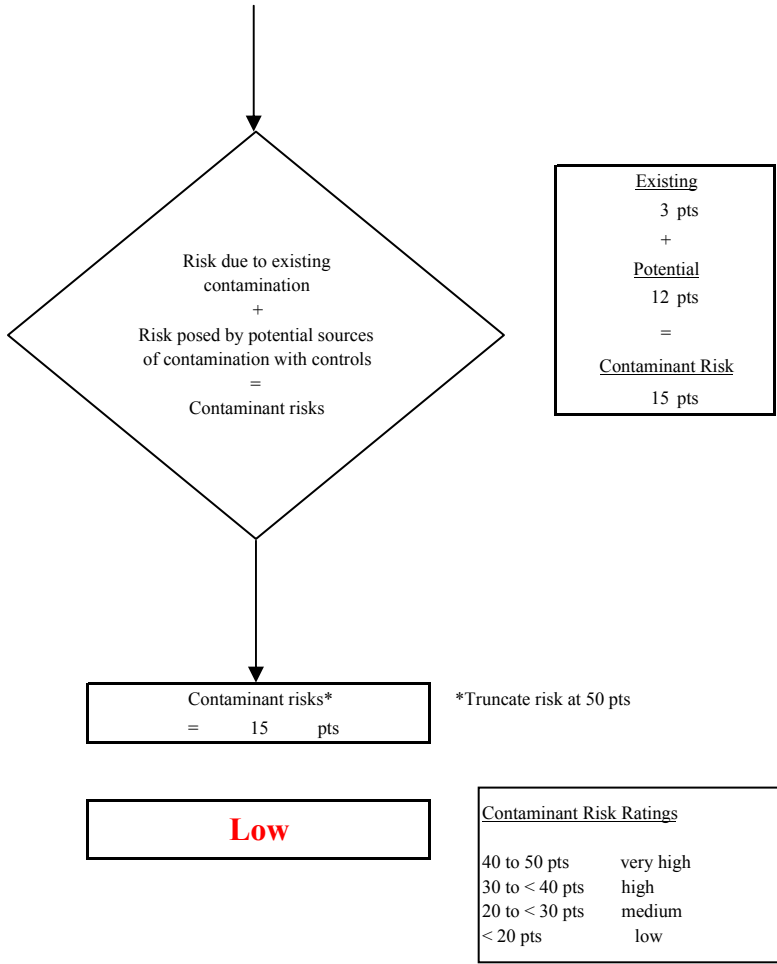 Risk due to existing
contamination
+
Risk posed by potential sources
of contamination with controls
=
Contaminant risks
Existing
3 pts
+
Potential
12 pts
=
Contaminant Risk
15 pts
Contaminant risks*
= 15 pts
*Truncate risk at 50 pts
Low
Contaminant Risk Ratings
40 to 50 pts very high
30 to < 40 pts high
20 to < 30 pts medium
< 20 pts low